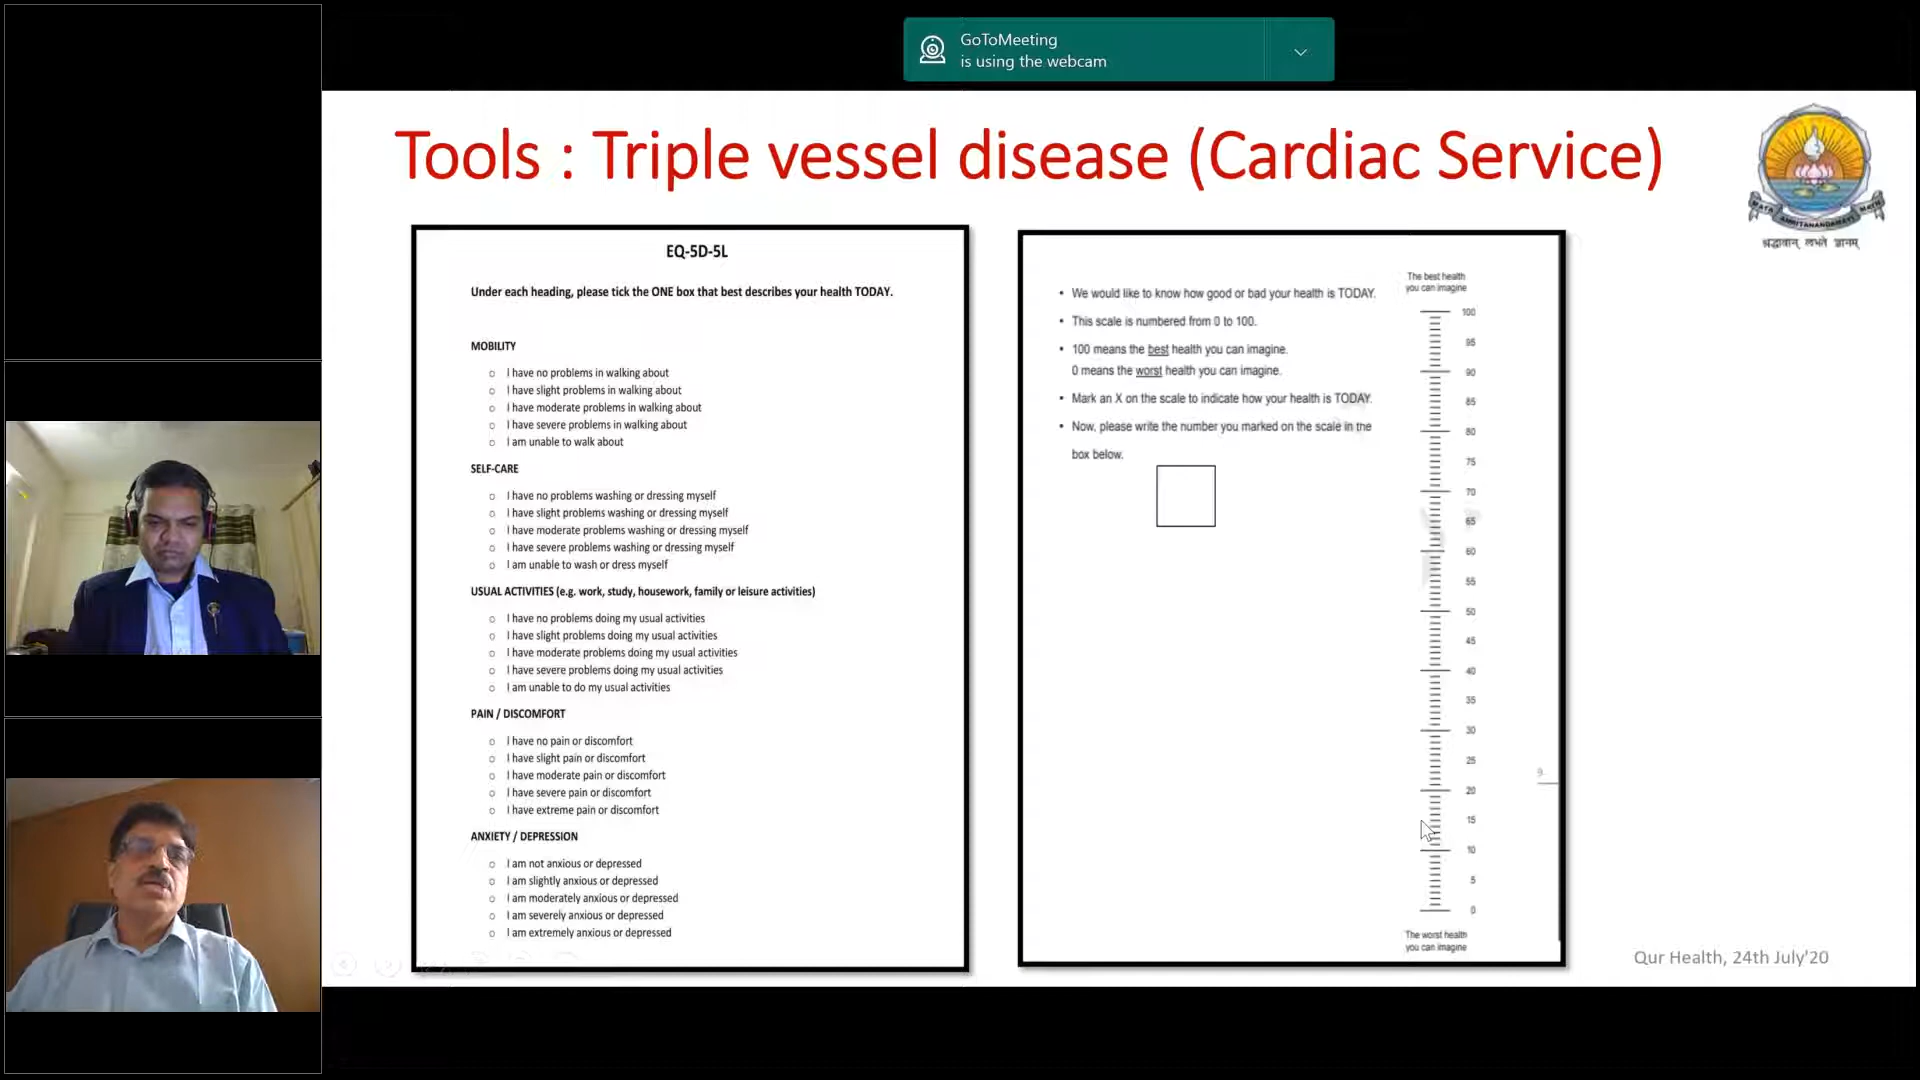 GoToMeeting
is using the webcam
Tools : Triple vessel disease (Cardiac Service)
MATA AMRITANANDAMAYI MATH
श्रद्धावान् लभते ज्ञानम्
EQ-5D-5L
Under each heading, please tick the ONE box that best describes your health TODAY.
MOBILITY
o I have no problems in walking about
o I have slight problems in walking about
o I have moderate problems in walking about
o I have severe problems in walking about
o I am unable to walk about
SELF-CARE
o I have no problems washing or dressing myself
o I have slight problems washing or dressing myself
o I have moderate problems washing or dressing myself
o I have severe problems washing or dressing myself
o I am unable to wash or dress myself
USUAL ACTIVITIES (e.g. work, study, housework, family or leisure activities)
o I have no problems doing my usual activities
o I have slight problems doing my usual activities
o I have moderate problems doing my usual activities
o I have severe problems doing my usual activities
o I am unable to do my usual activities
PAIN / DISCOMFORT
o I have no pain or discomfort
o I have slight pain or discomfort
o I have moderate pain or discomfort
o I have severe pain or discomfort
o I have extreme pain or discomfort
ANXIETY / DEPRESSION
o I am not anxious or depressed
o I am slightly anxious or depressed
o I am moderately anxious or depressed
o I am severely anxious or depressed
o I am extremely anxious or depressed
• We would like to know how good or bad your health is TODAY.
• This scale is numbered from 0 to 100.
• 100 means the best health you can imagine.
0 means the worst health you can imagine.
• Mark an X on the scale to indicate how your health is TODAY.
• Now, please write the number you marked on the scale in the
box below.
The best health
you can imagine
100
95
90
85
80
75
70
65
60
55
50
45
40
35
30
25
20
15
10
5
0
The worst health
you can imagine
9
Qur Health, 24th July'20